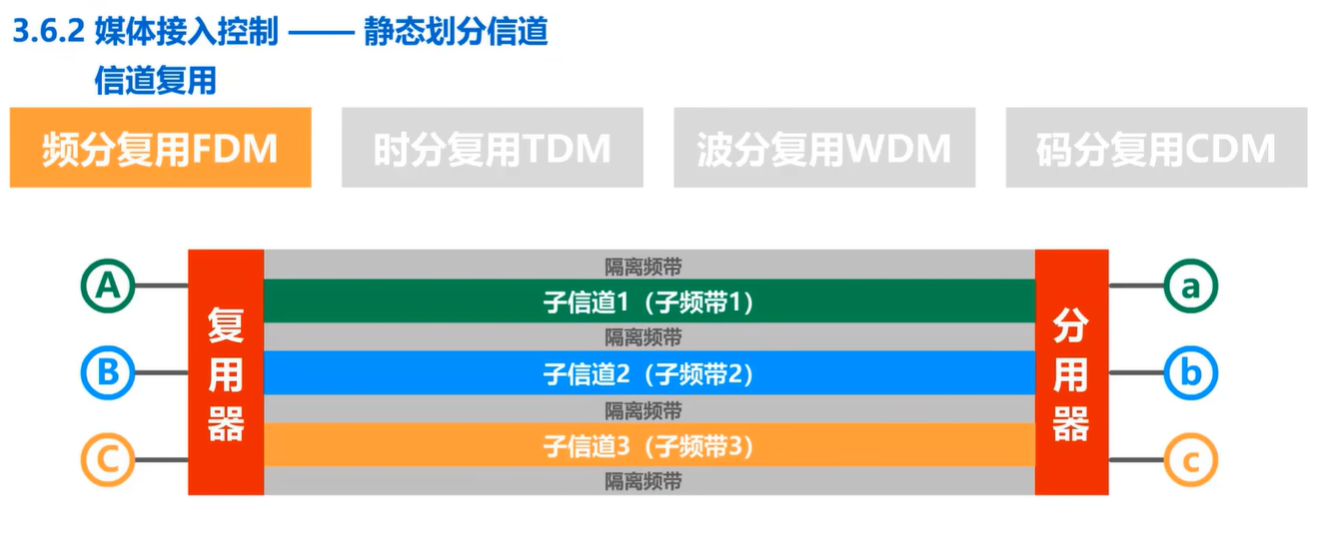 3.6.2 媒体接入控制 —— 静态划分信道
信道复用
频分复用FDM
时分复用TDM
波分复用WDM
码分复用CDM
隔离频带
A
子信道1（子频带1）
a
隔离频带
复用器
B
子信道2（子频带2）
分用器
b
隔离频带
C
子信道3（子频带3）
c
隔离频带